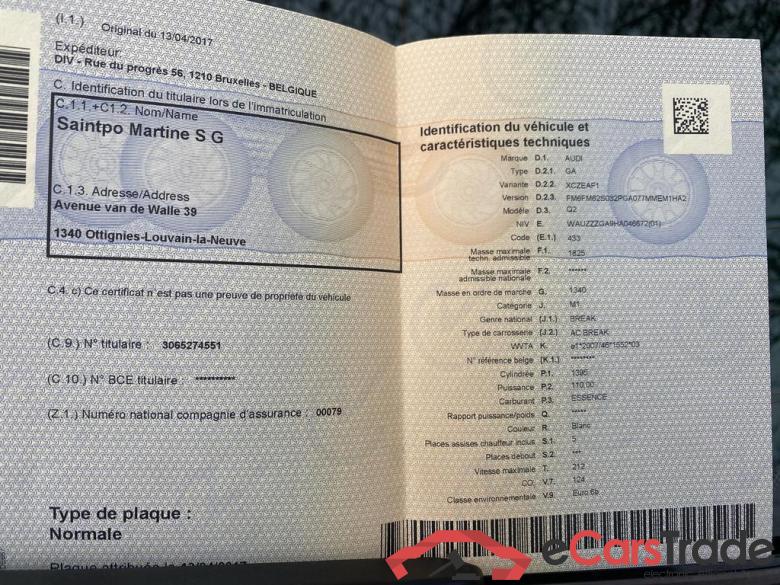 (I.1.) Original du 13/04/2017
Expéditeur:
DIV - Rue du progrès 56, 1210 Bruxelles - BELGIQUE
C. Identification du titulaire lors de l'immatriculation
C.1.1.+C1.2. Nom/Name
Saintpo Martine S G
C.1.3. Adresse/Address
Avenue van de Walle 39
1340 Ottignies-Louvain-la-Neuve
C.4. c) Ce certificat n'est pas une preuve de propriété du véhicule
(C.9.) N° titulaire : 3065274551
(C.10.) N° BCE titulaire : **********
(Z.1.) Numéro national compagnie d'assurance : 00079
Type de plaque :
Normale
Plaque attribuée le 13/04/2017
Identification du véhicule et
caractéristiques techniques
Marque D.1. AUDI
Type D.2.1. GA
Variante D.2.2. XCZEAF1
Version D.2.3. FM6FM62S032PGA077MMEM1HA2
Modèle D.3. Q2
NIV E. WAUZZZGA9HA046672(01)
Code (E.1.) 433
Masse maximale techn. admissible F.1. 1825
Masse maximale admissible nationale F.2. ******
Masse en ordre de marche G. 1340
Catégorie J. M1
Genre national (J.1.) BREAK
Type de carrosserie (J.2.) AC BREAK
WVTA K. e1*2007/46*1552*03
N° référence belge (K.1.) ********
Cylindrée P.1. 1395
Puissance P.2. 110.00
Carburant P.3. ESSENCE
Rapport puissance/poids Q. *****
Couleur R. Blanc
Places assises chauffeur inclus S.1. 5
Places debout S.2. ***
Vitesse maximale T. 212
CO₂ V.7. 124
Classe environnementale V.9. Euro 6b
eCarsTrade